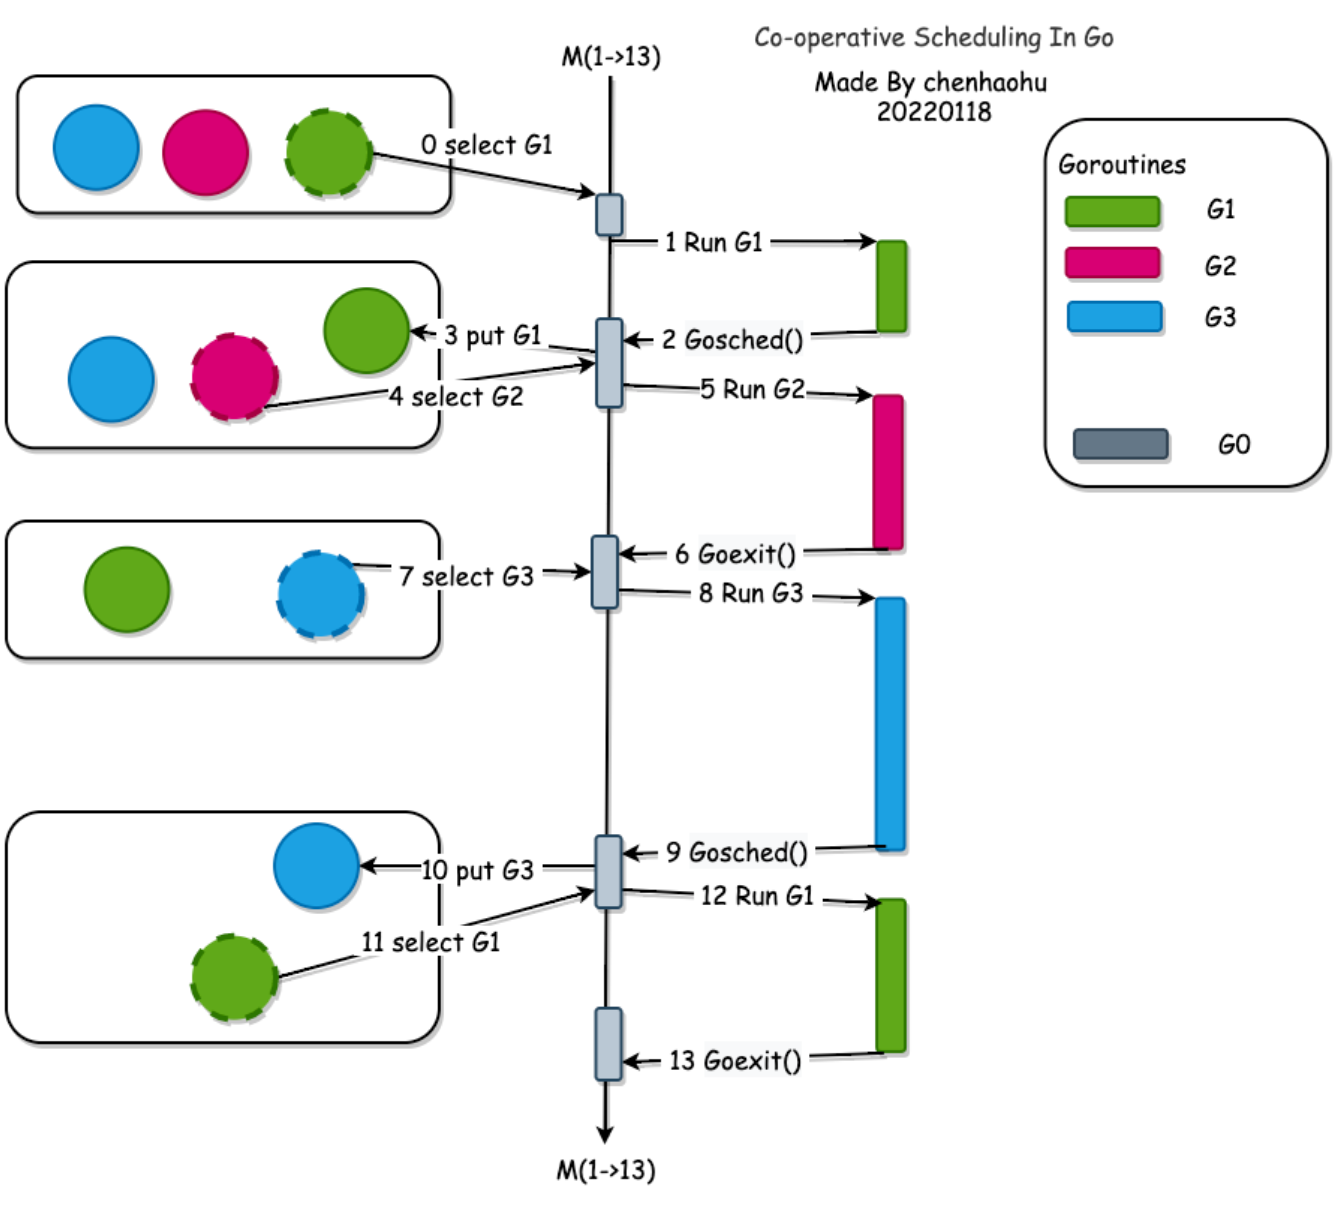 Co-operative Scheduling In Go
M(1->13)
Made By chenhaohu
20220118
0 select G1
Goroutines
G1
G2
G3
G0
1 Run G1
2 Gosched()
3 put G1
4 select G2
5 Run G2
6 Goexit()
7 select G3
8 Run G3
9 Gosched()
10 put G3
11 select G1
12 Run G1
13 Goexit()
M(1->13)